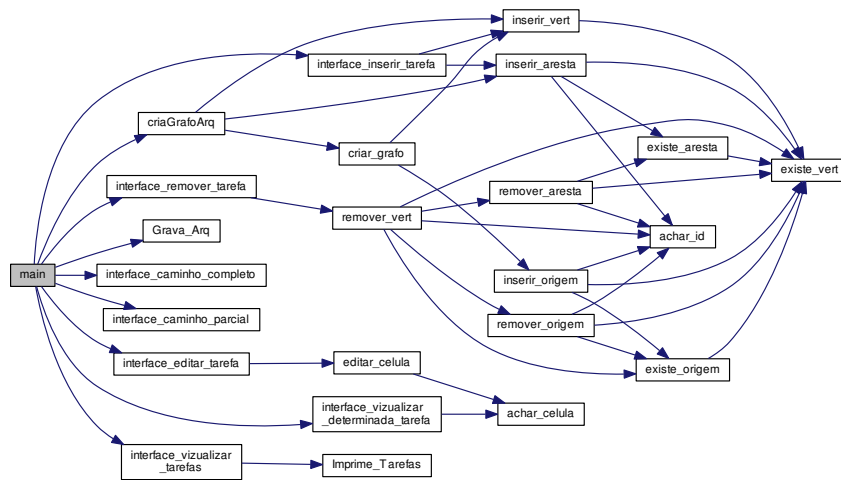 inserir_vert
interface_inserir_tarefa
inserir_aresta
criaGrafoArq
existe_aresta
criar_grafo
existe_vert
interface_remover_tarefa
remover_aresta
remover_vert
Grava_Arq
achar_id
main
interface_caminho_completo
inserir_origem
interface_caminho_parcial
remover_origem
interface_editar_tarefa
editar_celula
existe_origem
interface_vizualizar
_determinada_tarefa
achar_celula
interface_vizualizar
_tarefas
Imprime_Tarefas